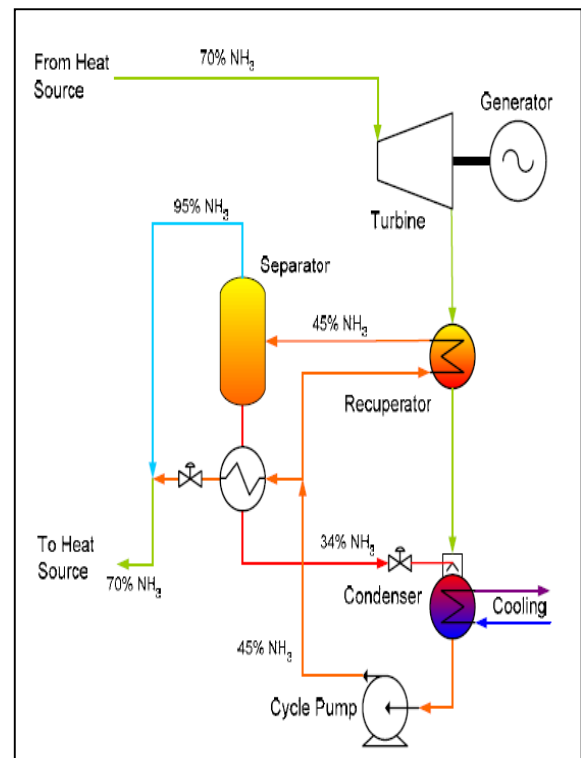 70% NH₃
From Heat
Source
Generator
Turbine
95% NH₃
Separator
45% NH₃
Recuperator
To Heat
Source
70% NH₃
34% NH₃
Condenser
Cooling
45% NH₃
Cycle Pump